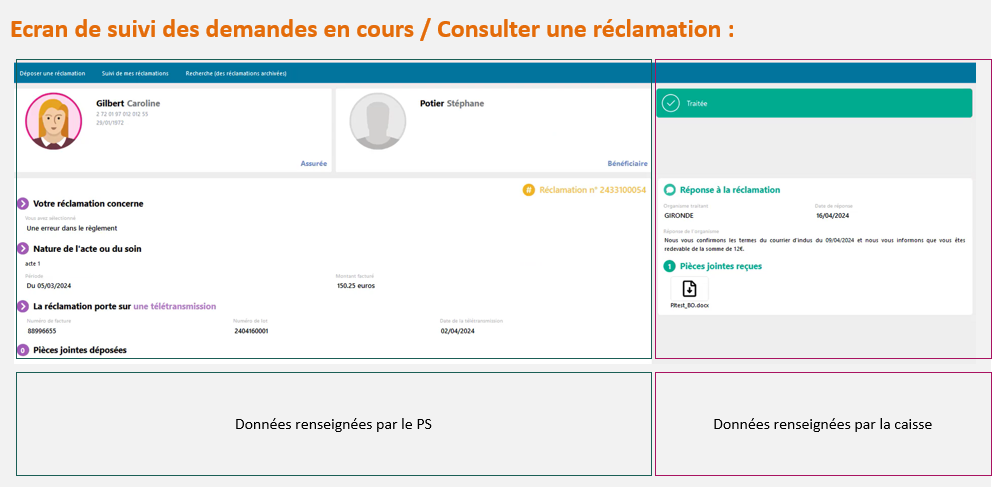 Ecran de suivi des demandes en cours / Consulter une réclamation :
Déposer une réclamation Suivi de mes réclamations Recherche (des réclamations archivées)
Gilbert Caroline
2 72 01 97 012 012 55
29/01/1972
Assurée
Potier Stéphane
Bénéficiaire
# Réclamation n° 2433100054
Votre réclamation concerne
Vous avez sélectionné
Une erreur dans le règlement
Nature de l'acte ou du soin
acte 1
Période Montant facturé
Du 05/03/2024 150.25 euros
La réclamation porte sur une télétransmission
Numéro de facture Numéro de lot Date de la télétransmission
88996655 2404160001 02/04/2024
0 Pièces jointes déposées
Traitée
Réponse à la réclamation
Organisme traitant Date de réponse
GIRONDE 16/04/2024
Réponse de l'organisme
Nous vous confirmons les termes du courrier d'indus du 09/04/2024 et nous vous informons que vous êtes
redevable de la somme de 12€.
1 Pièces jointes reçues
PJtest_BO.docx
Données renseignées par le PS
Données renseignées par la caisse